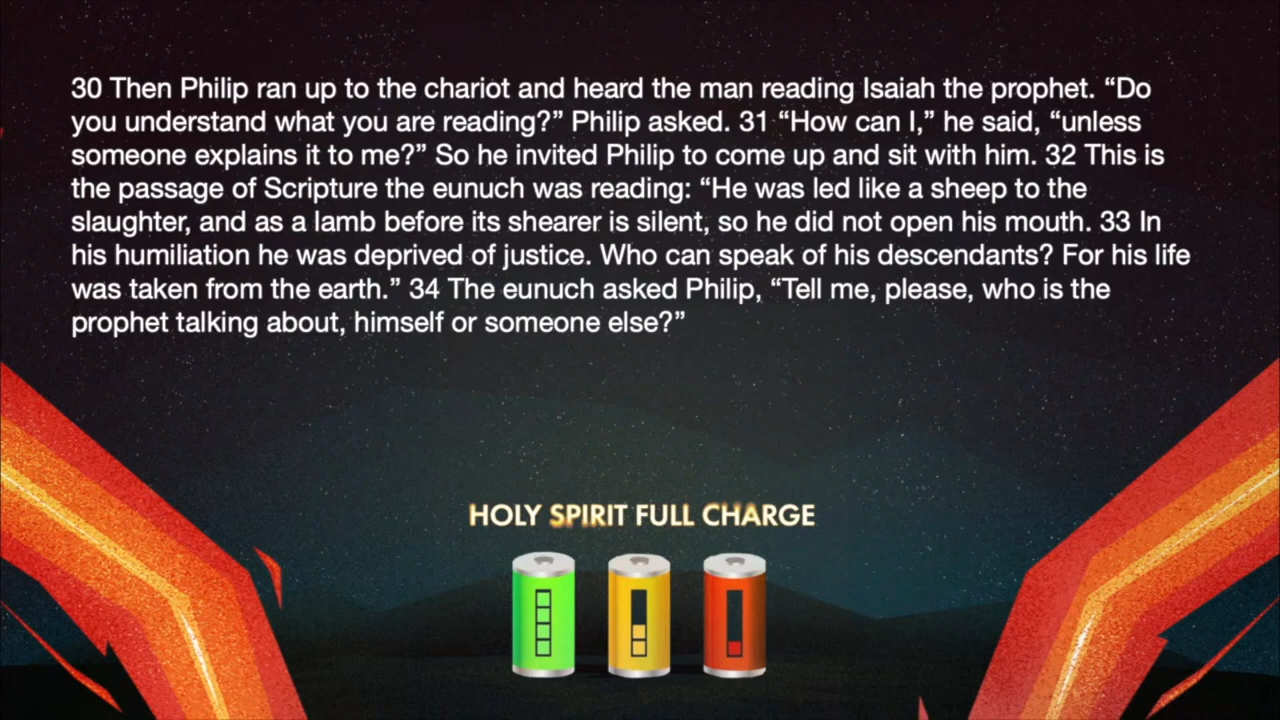 30 Then Philip ran up to the chariot and heard the man reading Isaiah the prophet. “Do
you understand what you are reading?” Philip asked. 31 “How can I,” he said, “unless
someone explains it to me?” So he invited Philip to come up and sit with him. 32 This is
the passage of Scripture the eunuch was reading: “He was led like a sheep to the
slaughter, and as a lamb before its shearer is silent, so he did not open his mouth. 33 In
his humiliation he was deprived of justice. Who can speak of his descendants? For his life
was taken from the earth.” 34 The eunuch asked Philip, “Tell me, please, who is the
prophet talking about, himself or someone else?”
HOLY SPIRIT FULL CHARGE